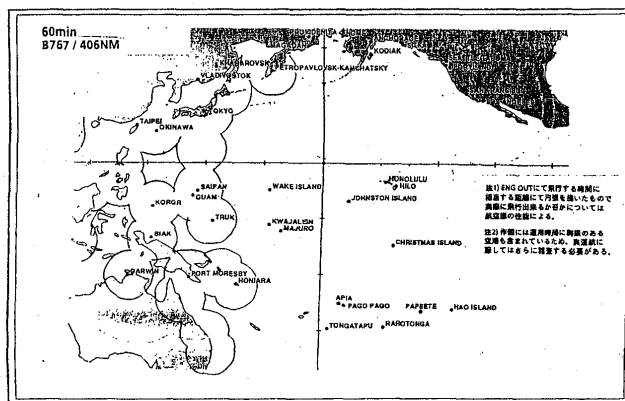 60min
B767 / 406NM
MAGADAN
KODIAK
KHABAROVSK
PETROPAVLOVSK-KAMCHATSKY
VLADIVOSTOK
TOKYO
TAIPEI
OKINAWA
HONOLULU
HILO
SAIPAN
GUAM
WAKE ISLAND
JOHNSTON ISLAND
KOROR
TRUK
KWAJALEIN
MAJURO
BIAK
CHRISTMAS ISLAND
DARWIN
PORT MORESBY
HONIARA
APIA
PAGO PAGO
PAPEETE
HAO ISLAND
TONGATAPU
RAROTONGA
注1) ENG OUTにて飛行する時間に
相当する距離にて円弧を描いたもので
実際に飛行出来るか否かについては
航空機の性能による。
注2) 作図には運用時間に制限のある
空港も含まれているため、実運航に
際してはさらに精査する必要がある。